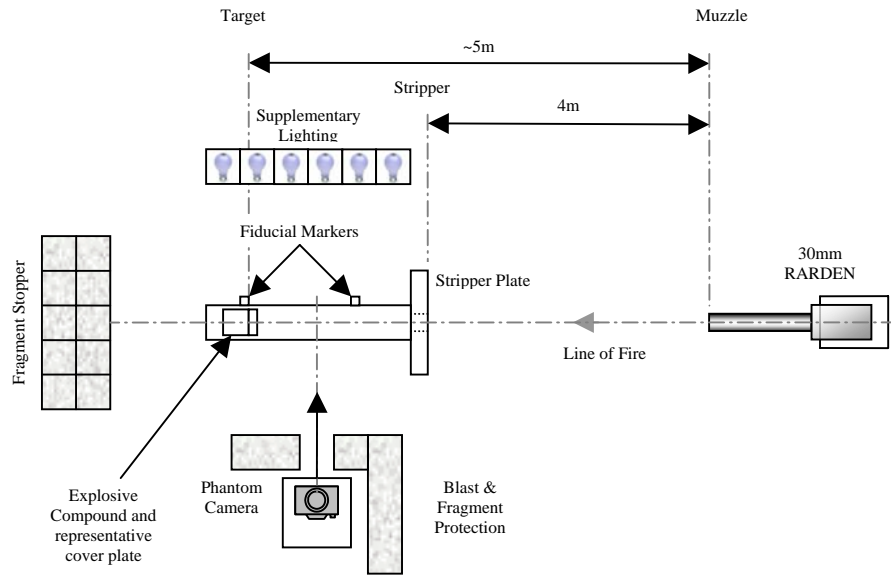 Target
Muzzle
~5m
Stripper
4m
Supplementary
Lighting
Fiducial Markers
30mm
RARDEN
Stripper Plate
Fragment Stopper
Line of Fire
Phantom
Camera
Blast &
Fragment
Protection
Explosive
Compound and
representative
cover plate